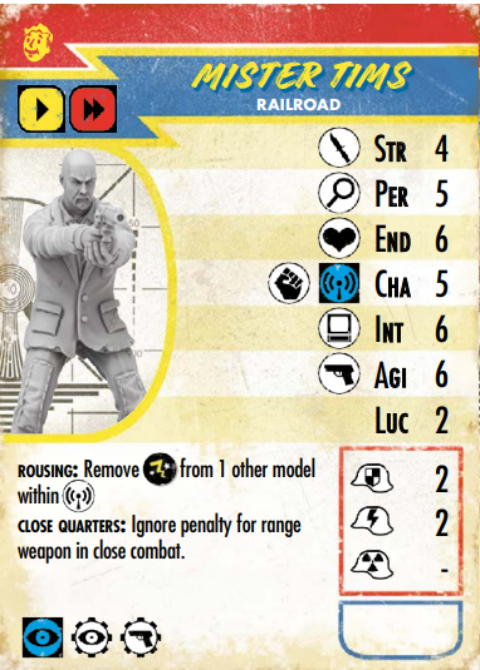 MISTER TIMS
RAILROAD
STR 4
PER 5
END 6
CHA 5
INT 6
AGI 6
LUC 2
ROUSING: Remove from 1 other model
within
CLOSE QUARTERS: Ignore penalty for range
weapon in close combat.
2
2
-